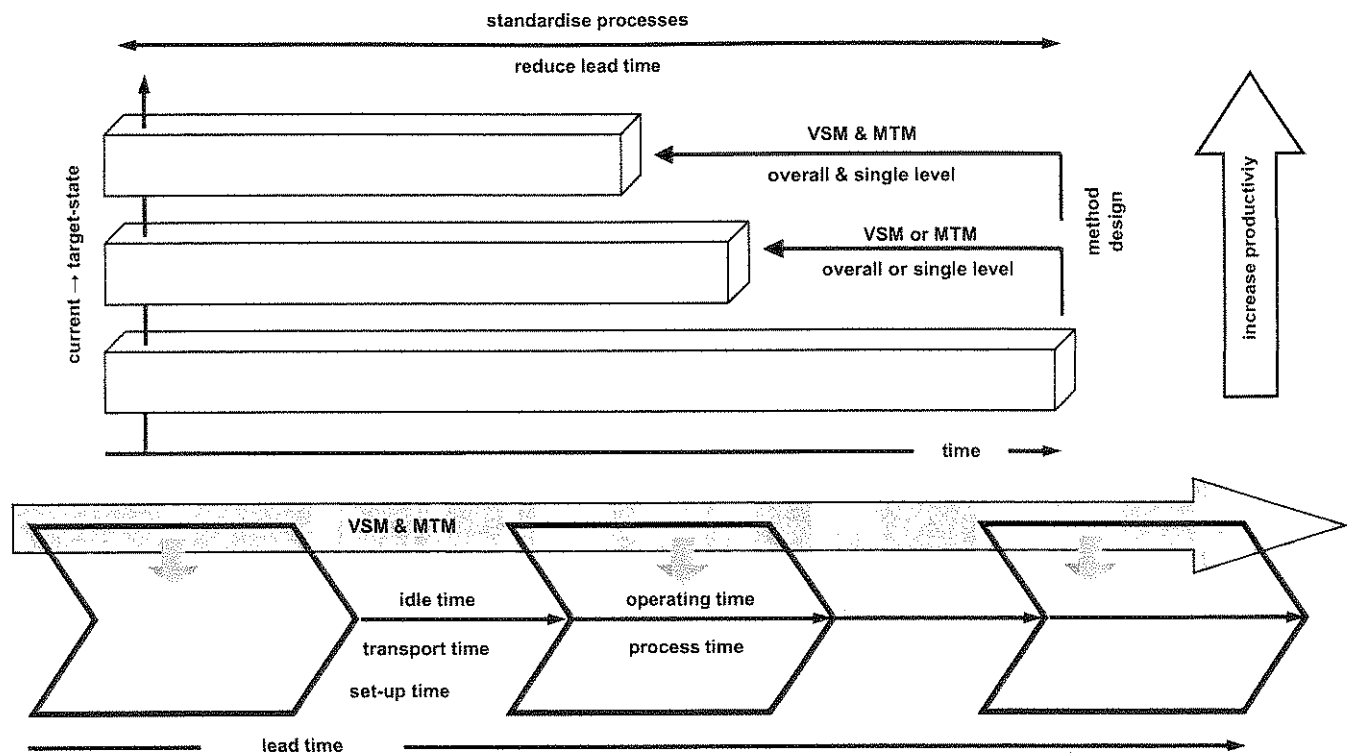 standardise processes
reduce lead time
VSM & MTM
overall & single level
VSM or MTM
overall or single level
method
design
current → target-state
increase productiviy
time
VSM & MTM
idle time
operating time
transport time
process time
set-up time
lead time